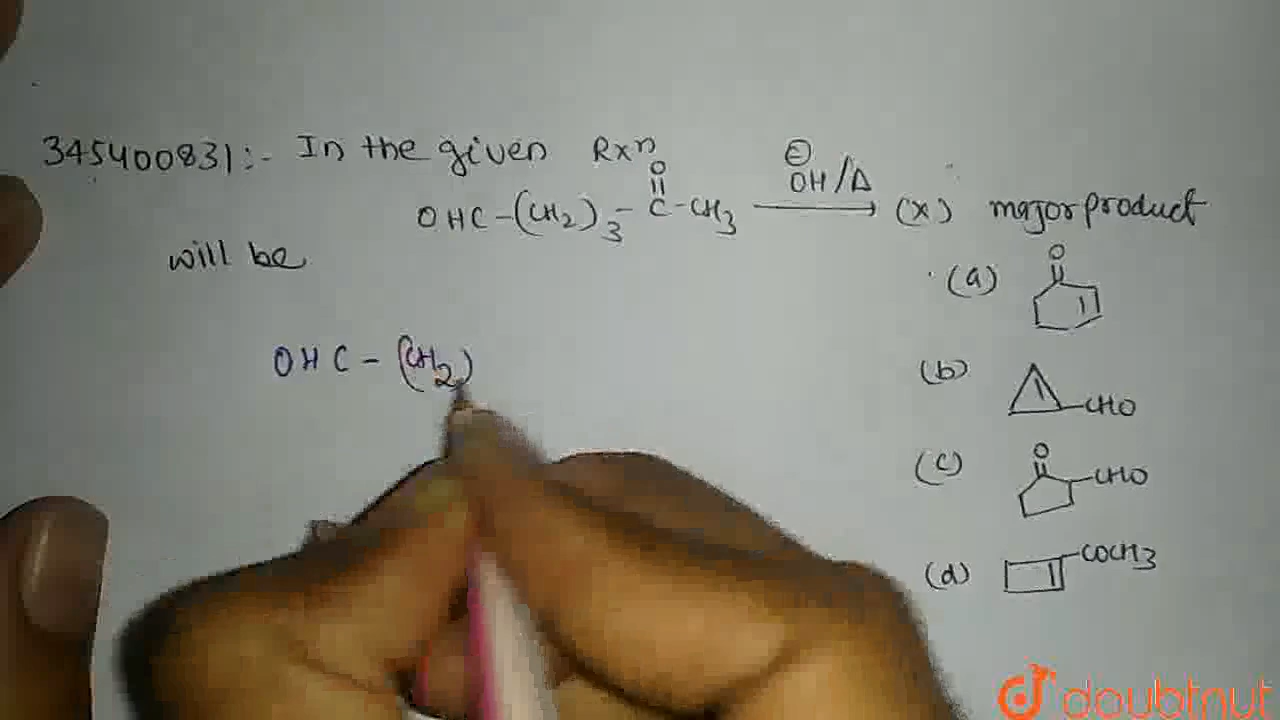 345400831:- In the given Rxn
O
||
OHC-(CH2)3-C-CH3 ⊖OH/Δ → (x) major product
will be
(a) O
(b) CHO
(c) O CHO
(d) COCH3
OHC-(CH2)
doubtnut